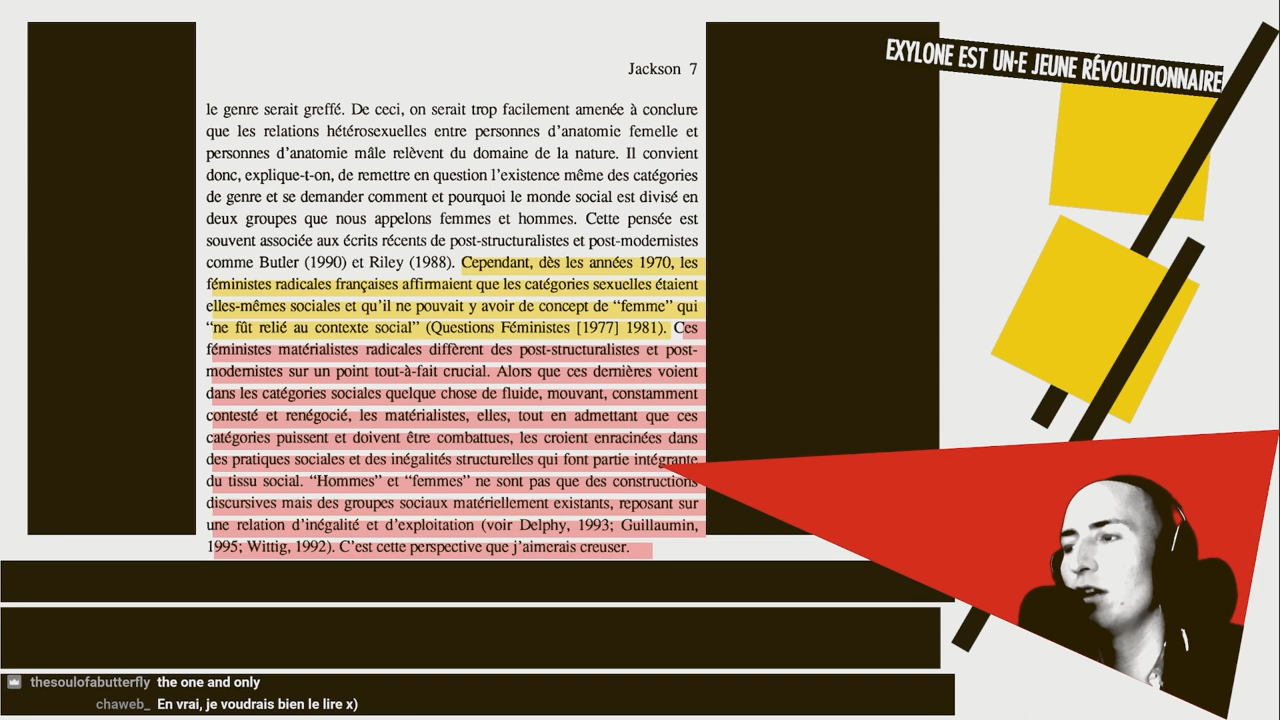 Jackson 7
le genre serait greffé. De ceci, on serait trop facilement amenée à conclure
que les relations hétérosexuelles entre personnes d’anatomie femelle et
personnes d’anatomie mâle relèvent du domaine de la nature. Il convient
donc, explique-t-on, de remettre en question l’existence même des catégories
de genre et se demander comment et pourquoi le monde social est divisé en
deux groupes que nous appelons femmes et hommes. Cette pensée est
souvent associée aux écrits récents de post-structuralistes et post-modernistes
comme Butler (1990) et Riley (1988). Cependant, dès les années 1970, les
féministes radicales françaises affirmaient que les catégories sexuelles étaient
elles-mêmes sociales et qu’il ne pouvait y avoir de concept de “femme” qui
“ne fût relié au contexte social” (Questions Féministes [1977] 1981). Ces
féministes matérialistes radicales diffèrent des post-structuralistes et post-
modernistes sur un point tout-à-fait crucial. Alors que ces dernières voient
dans les catégories sociales quelque chose de fluide, mouvant, constamment
contesté et renégocié, les matérialistes, elles, tout en admettant que ces
catégories puissent et doivent être combattues, les croient enracinées dans
des pratiques sociales et des inégalités structurelles qui font partie intégrante
du tissu social. “Hommes” et “femmes” ne sont pas que des constructions
discursives mais des groupes sociaux matériellement existants, reposant sur
une relation d’inégalité et d’exploitation (voir Delphy, 1993; Guillaumin,
1995; Wittig, 1992). C’est cette perspective que j’aimerais creuser.
EXYLONE EST UN·E JEUNE RÉVOLUTIONNAIRE
thesoulofabutterfly the one and only
chaweb_ En vrai, je voudrais bien le lire x)